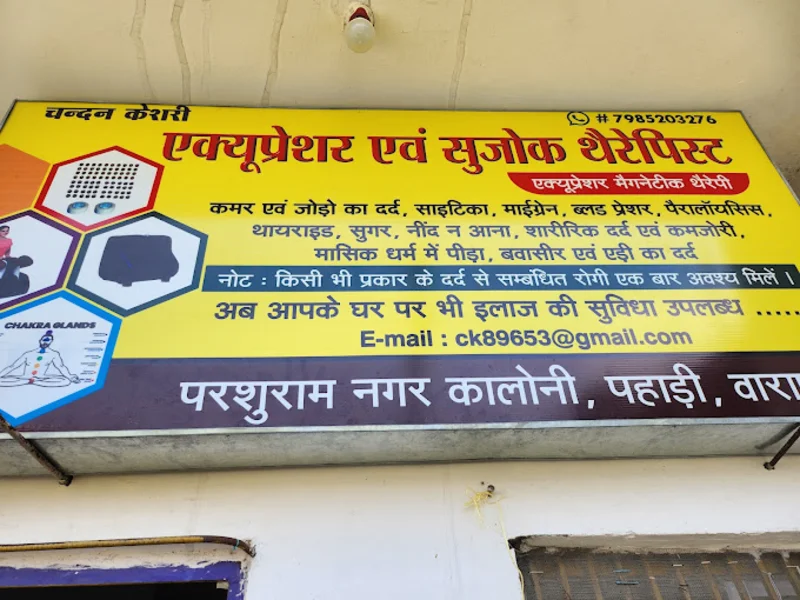 चन्दन केशरी
# 7985203276
एक्यूप्रेशर एवं सुजोक थैरेपिस्ट
एक्यूप्रेशर मैगनेटीक थैरेपी
कमर एवं जोड़ो का दर्द, साइटिका, माईग्रेन, ब्लड प्रेशर, पैरालॉयसिस,
थायराइड, सुगर, नींद न आना, शारीरिक दर्द एवं कमजोरी,
मासिक धर्म में पीड़ा, बवासीर एवं एड़ी का दर्द
नोट : किसी भी प्रकार के दर्द से सम्बंधित रोगी एक बार अवश्य मिलें ।
अब आपके घर पर भी इलाज की सुविधा उपलब्ध .....
E-mail : ck89653@gmail.com
CHAKRA GLANDS
परशुराम नगर कालोनी, पहाड़ी, वारा